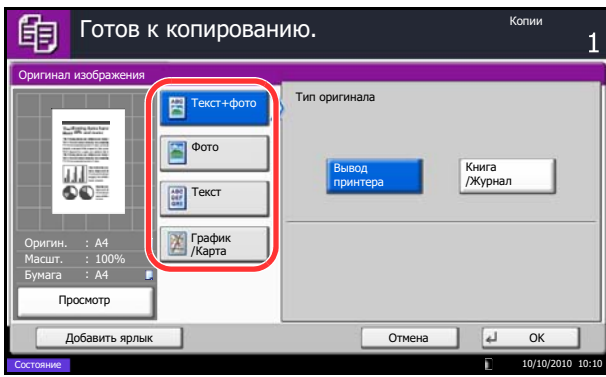 Готов к копированию.
Копии
1
Оригинал изображения
Текст+фото
Фото
Текст
График
/Карта
Тип оригинала
Вывод
принтера
Книга
/Журнал
Оригин. : A4
Масшт. : 100%
Бумага : A4
Просмотр
Добавить ярлык
Отмена
OK
Состояние
10/10/2010 10:10